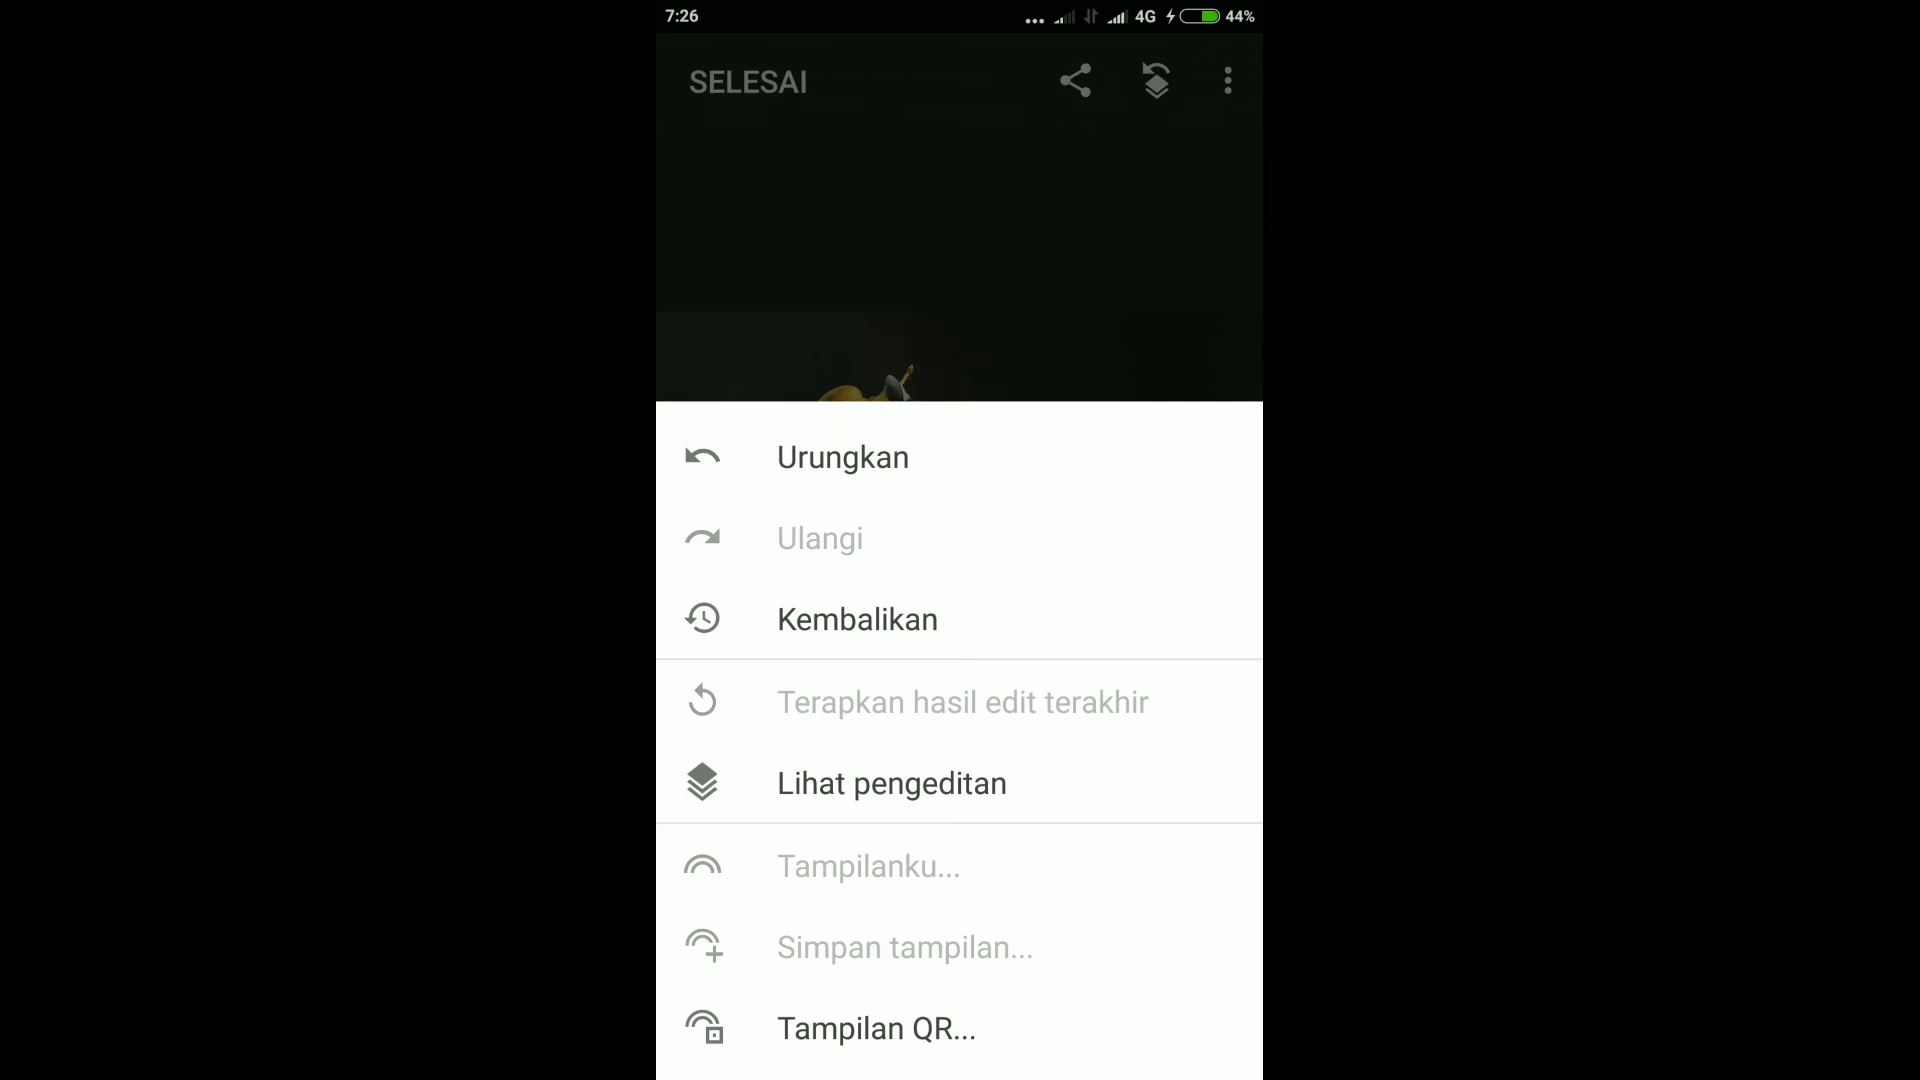 7:26
4G
44%
SELESAI
Urungkan
Ulangi
Kembalikan
Terapkan hasil edit terakhir
Lihat pengeditan
Tampilanku...
Simpan tampilan...
Tampilan QR...